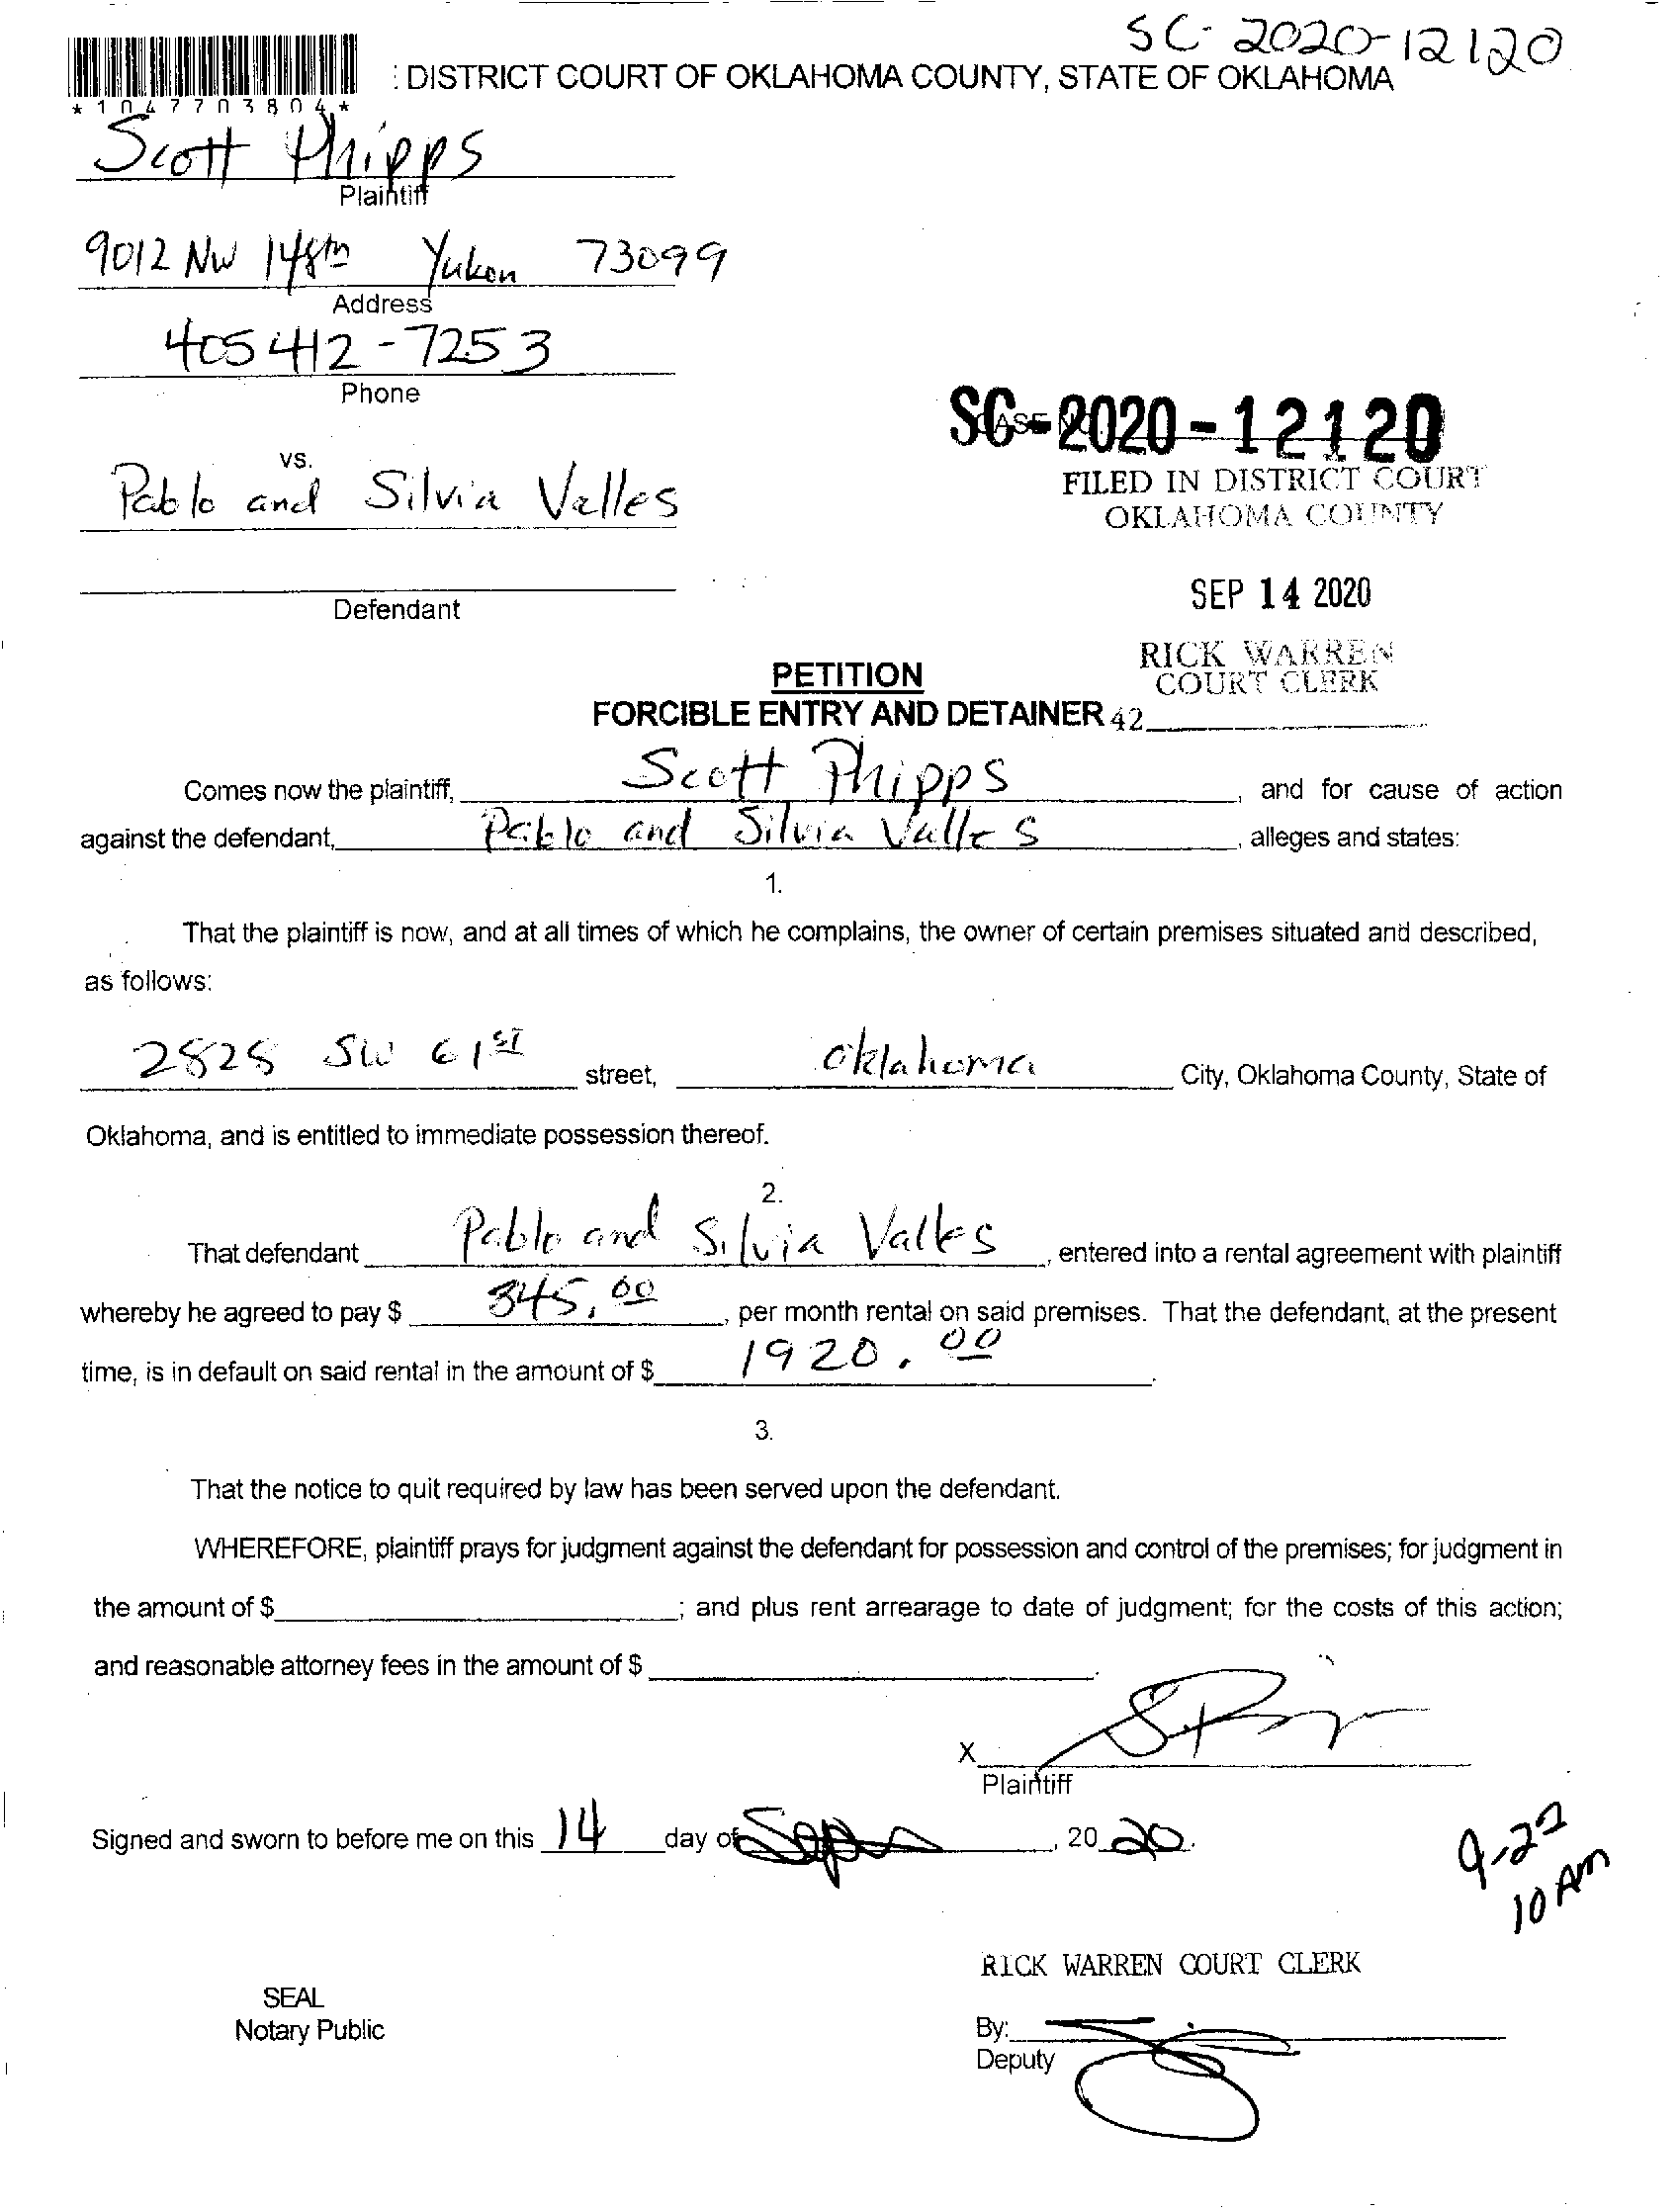 SC-2020-12120
: DISTRICT COURT OF OKLAHOMA COUNTY, STATE OF OKLAHOMA
* 1047703804 *
Scott Phipps
Plaintiff
9012 NW 148th Yukon 73099
Address
405 412-7253
Phone
SC-2020-12120
vs.
Pablo and Silvia Valles
FILED IN DISTRICT COURT
OKLAHOMA COUNTY
SEP 14 2020
Defendant
RICK WARREN
COURT CLERK
PETITION
FORCIBLE ENTRY AND DETAINER 42
Comes now the plaintiff, Scott Phipps, and for cause of action
against the defendant, Pablo and Silvia Valles, alleges and states:
1.
That the plaintiff is now, and at all times of which he complains, the owner of certain premises situated and described,
as follows:
2828 SW 61st street, Oklahoma City, Oklahoma County, State of
Oklahoma, and is entitled to immediate possession thereof.
2.
That defendant Pablo and Silvia Valles, entered into a rental agreement with plaintiff
whereby he agreed to pay $ 845.00, per month rental on said premises. That the defendant, at the present
time, is in default on said rental in the amount of $ 1920.00.
3.
That the notice to quit required by law has been served upon the defendant.
WHEREFORE, plaintiff prays for judgment against the defendant for possession and control of the premises; for judgment in
the amount of $ ; and plus rent arrearage to date of judgment; for the costs of this action;
and reasonable attorney fees in the amount of $ .
X
Plaintiff
Signed and sworn to before me on this 14 day of Sep, 20 20.
9-22
10 AM
RICK WARREN COURT CLERK
SEAL
Notary Public
By:
Deputy